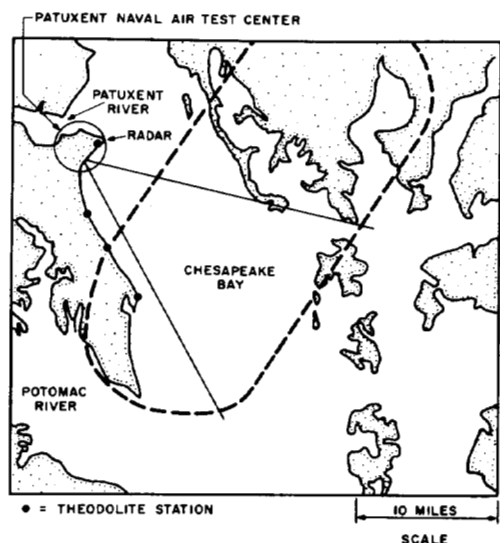 PATUXENT NAVAL AIR TEST CENTER
PATUXENT
RIVER
RADAR
CHESAPEAKE
BAY
POTOMAC
RIVER
● = THEODOLITE STATION
10 MILES
SCALE